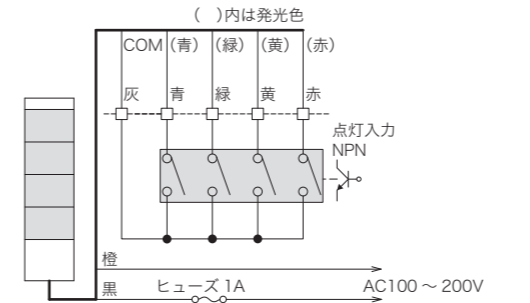 ( )内は発光色
COM (青) (緑) (黄) (赤)
灰 青 緑 黄 赤
点灯入力
NPN
橙
黒 ヒューズ 1A AC100 〜 200V